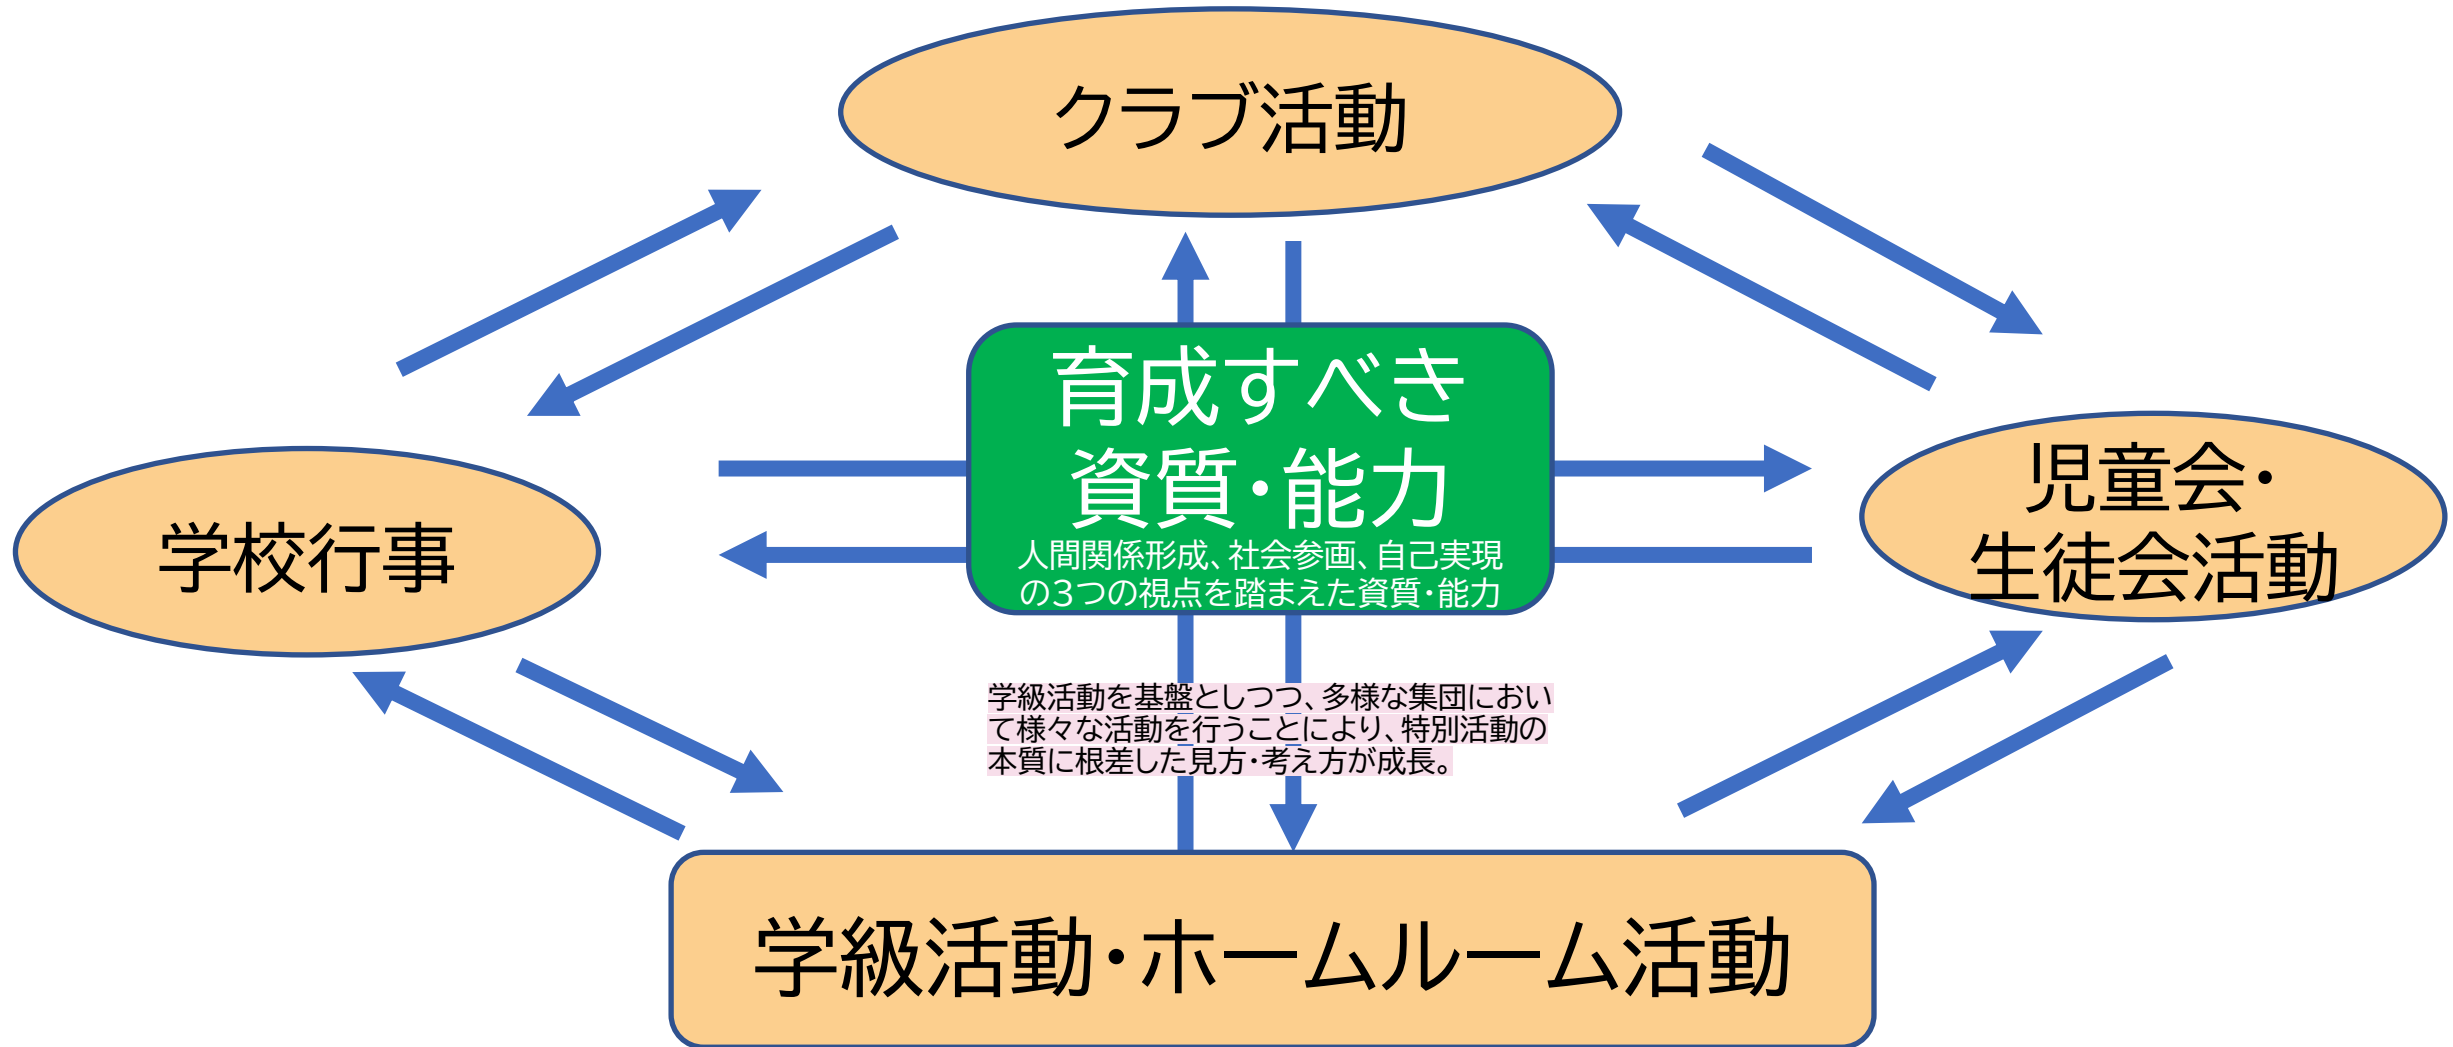 クラブ活動
育成すべき
資質・能力
人間関係形成、社会参画、自己実現
の３つの視点を踏まえた資質・能力
学校行事
児童会・
生徒会活動
学級活動を基盤としつつ、多様な集団におい
て様々な活動を行うことにより、特別活動の
本質に根差した見方・考え方が成長。
学級活動・ホームルーム活動